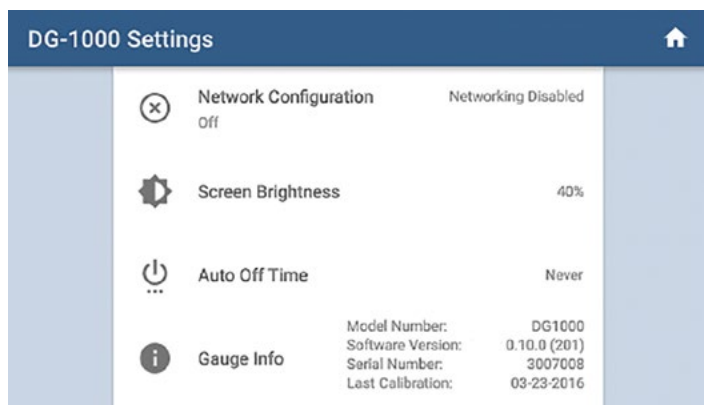 DG-1000 Settings
Network Configuration Networking Disabled
Off
Screen Brightness 40%
Auto Off Time Never
Gauge Info
Model Number: DG1000
Software Version: 0.10.0 (201)
Serial Number: 3007008
Last Calibration: 03-23-2016